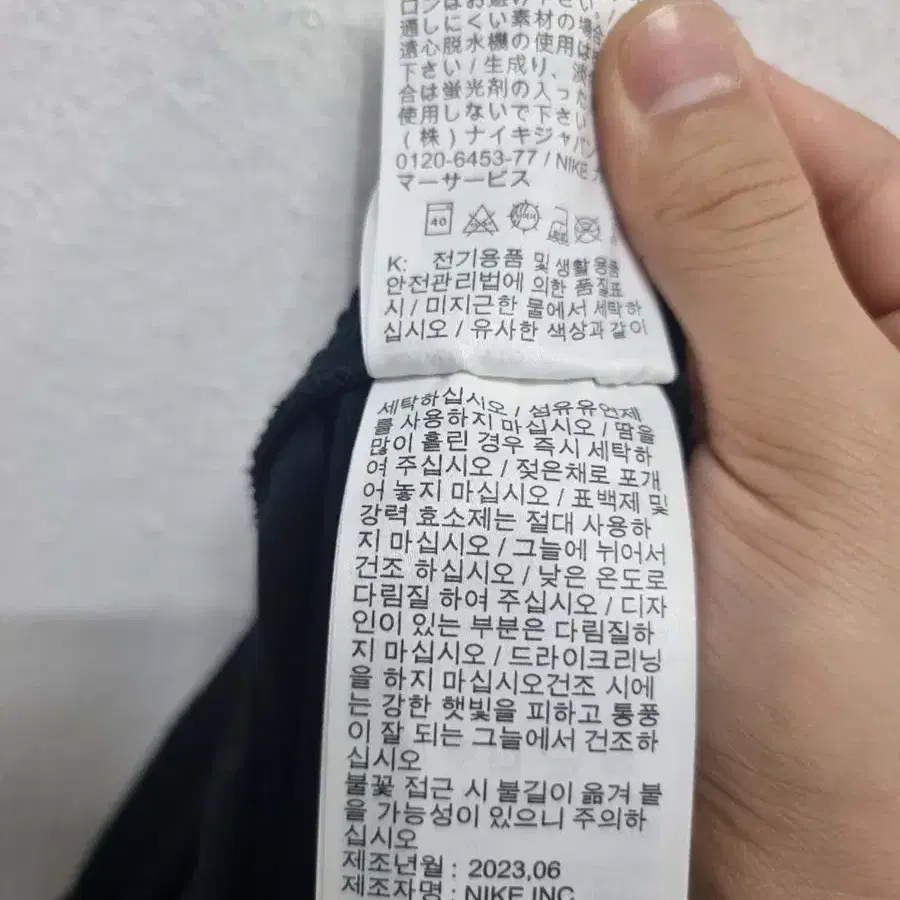 通しにくい素材の場合
遠心脱水機の使用は
下さい / 生成り、淡
合は蛍光剤の入った
使用しないで下さい
(株)ナイキジャパン
0120-6453-77 / NIKE
マーサービス
40
K: 전기용품 및 생활용품
안전관리법에 의한 품질표
시 / 미지근한 물에서 세탁하
십시오 / 유사한 색상과 같이
세탁하십시오 / 섬유유연제
를 사용하지 마십시오 / 땀을
많이 흘린 경우 즉시 세탁하
여 주십시오 / 젖은채로 포개
어 놓지 마십시오 / 표백제 및
강력 효소제는 절대 사용하
지 마십시오 / 그늘에 뉘어서
건조 하십시오 / 낮은 온도로
다림질 하여 주십시오 / 디자
인이 있는 부분은 다림질하
지 마십시오 / 드라이크리닝
을 하지 마십시오건조 시에
는 강한 햇빛을 피하고 통풍
이 잘 되는 그늘에서 건조하
십시오
불꽃 접근 시 불길이 옮겨 붙
을 가능성이 있으니 주의하
십시오
제조년월 : 2023,06
제조자명 : NIKE INC